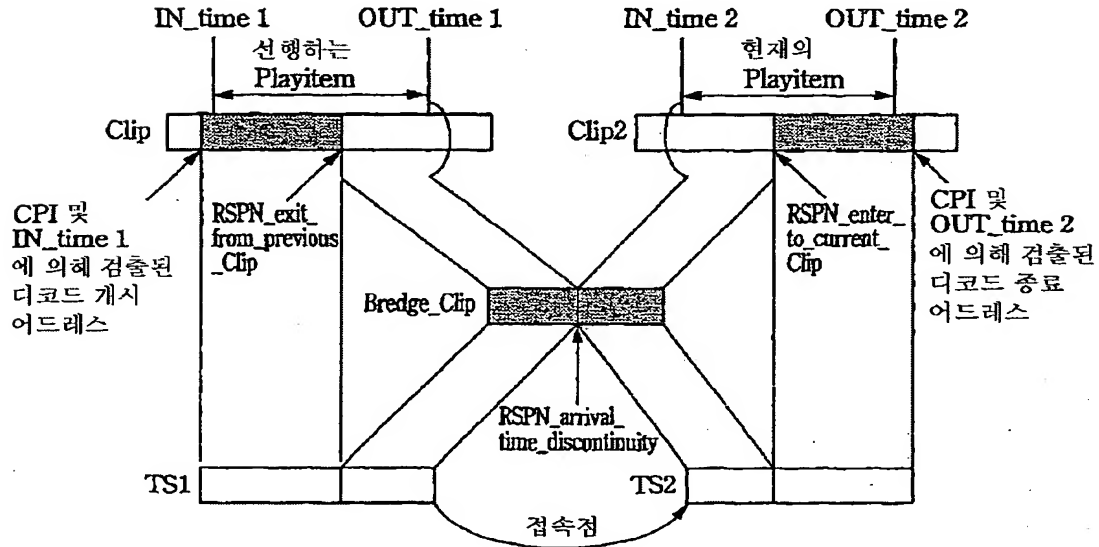 IN_time 1
OUT_time 1
IN_time 2
OUT_time 2
선행하는
Playitem
현재의
Playitem
Clip
Clip2
CPI 및
IN_time 1
에 의해 검출된
디코드 개시
어드레스
RSPN_exit_
from_previous
_Clip
RSPN_enter_
to_current_
Clip
CPI 및
OUT_time 2
에 의해 검출된
디코드 종료
어드레스
Bredge_Clip
RSPN_arrival_
time_discontinuity
TS1
TS2
접속점